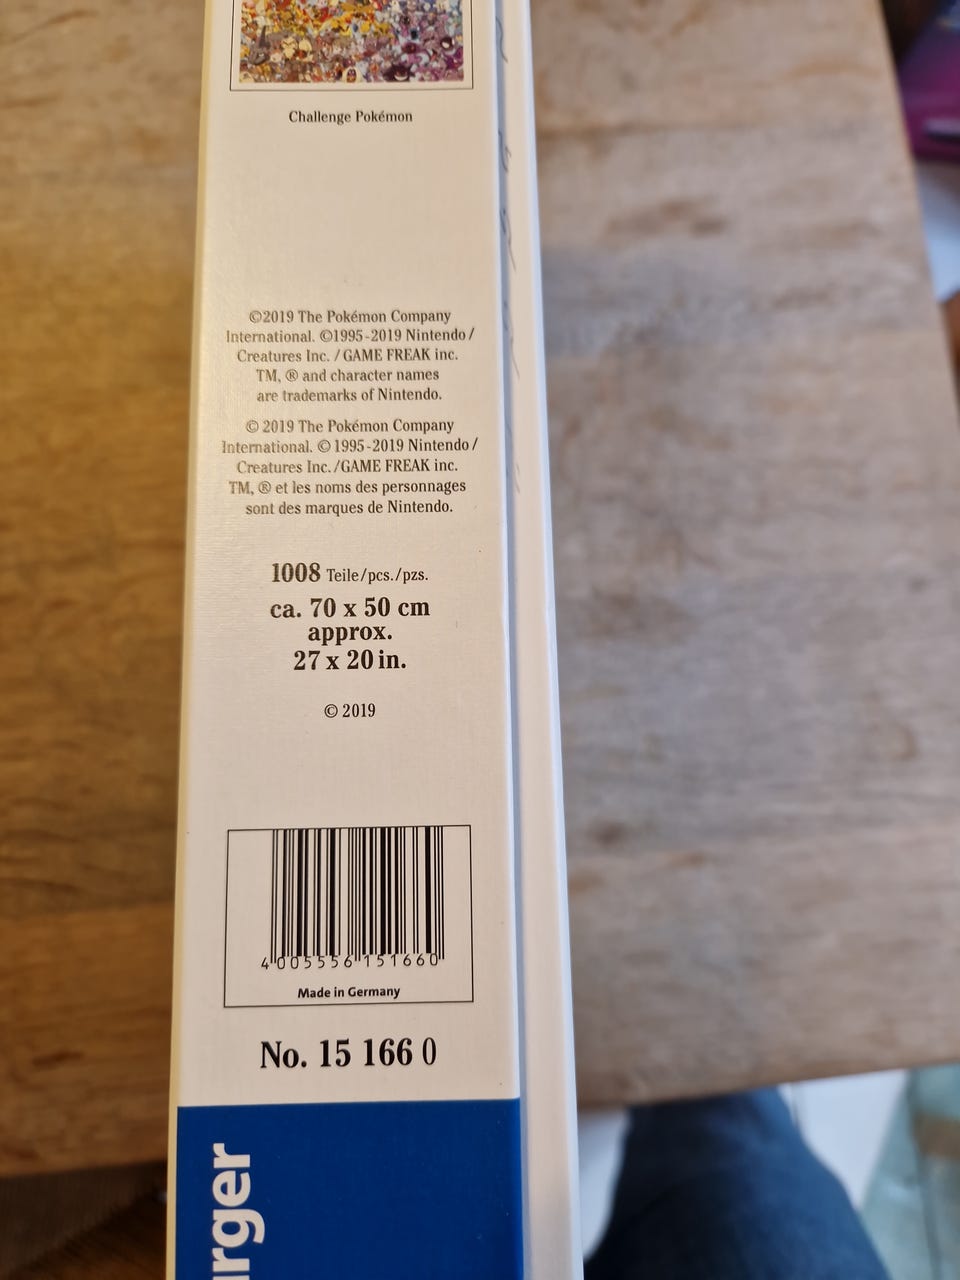 Challenge Pokémon
©2019 The Pokémon Company
International. ©1995-2019 Nintendo/
Creatures Inc. / GAME FREAK inc.
TM, ® and character names
are trademarks of Nintendo.
© 2019 The Pokémon Company
International. © 1995-2019 Nintendo/
Creatures Inc./GAME FREAK inc.
TM, ® et les noms des personnages
sont des marques de Nintendo.
1008 Teile/pcs./pzs.
ca. 70 x 50 cm
approx.
27 x 20 in.
© 2019
4 005556 151660
Made in Germany
No. 15 166 0
urger